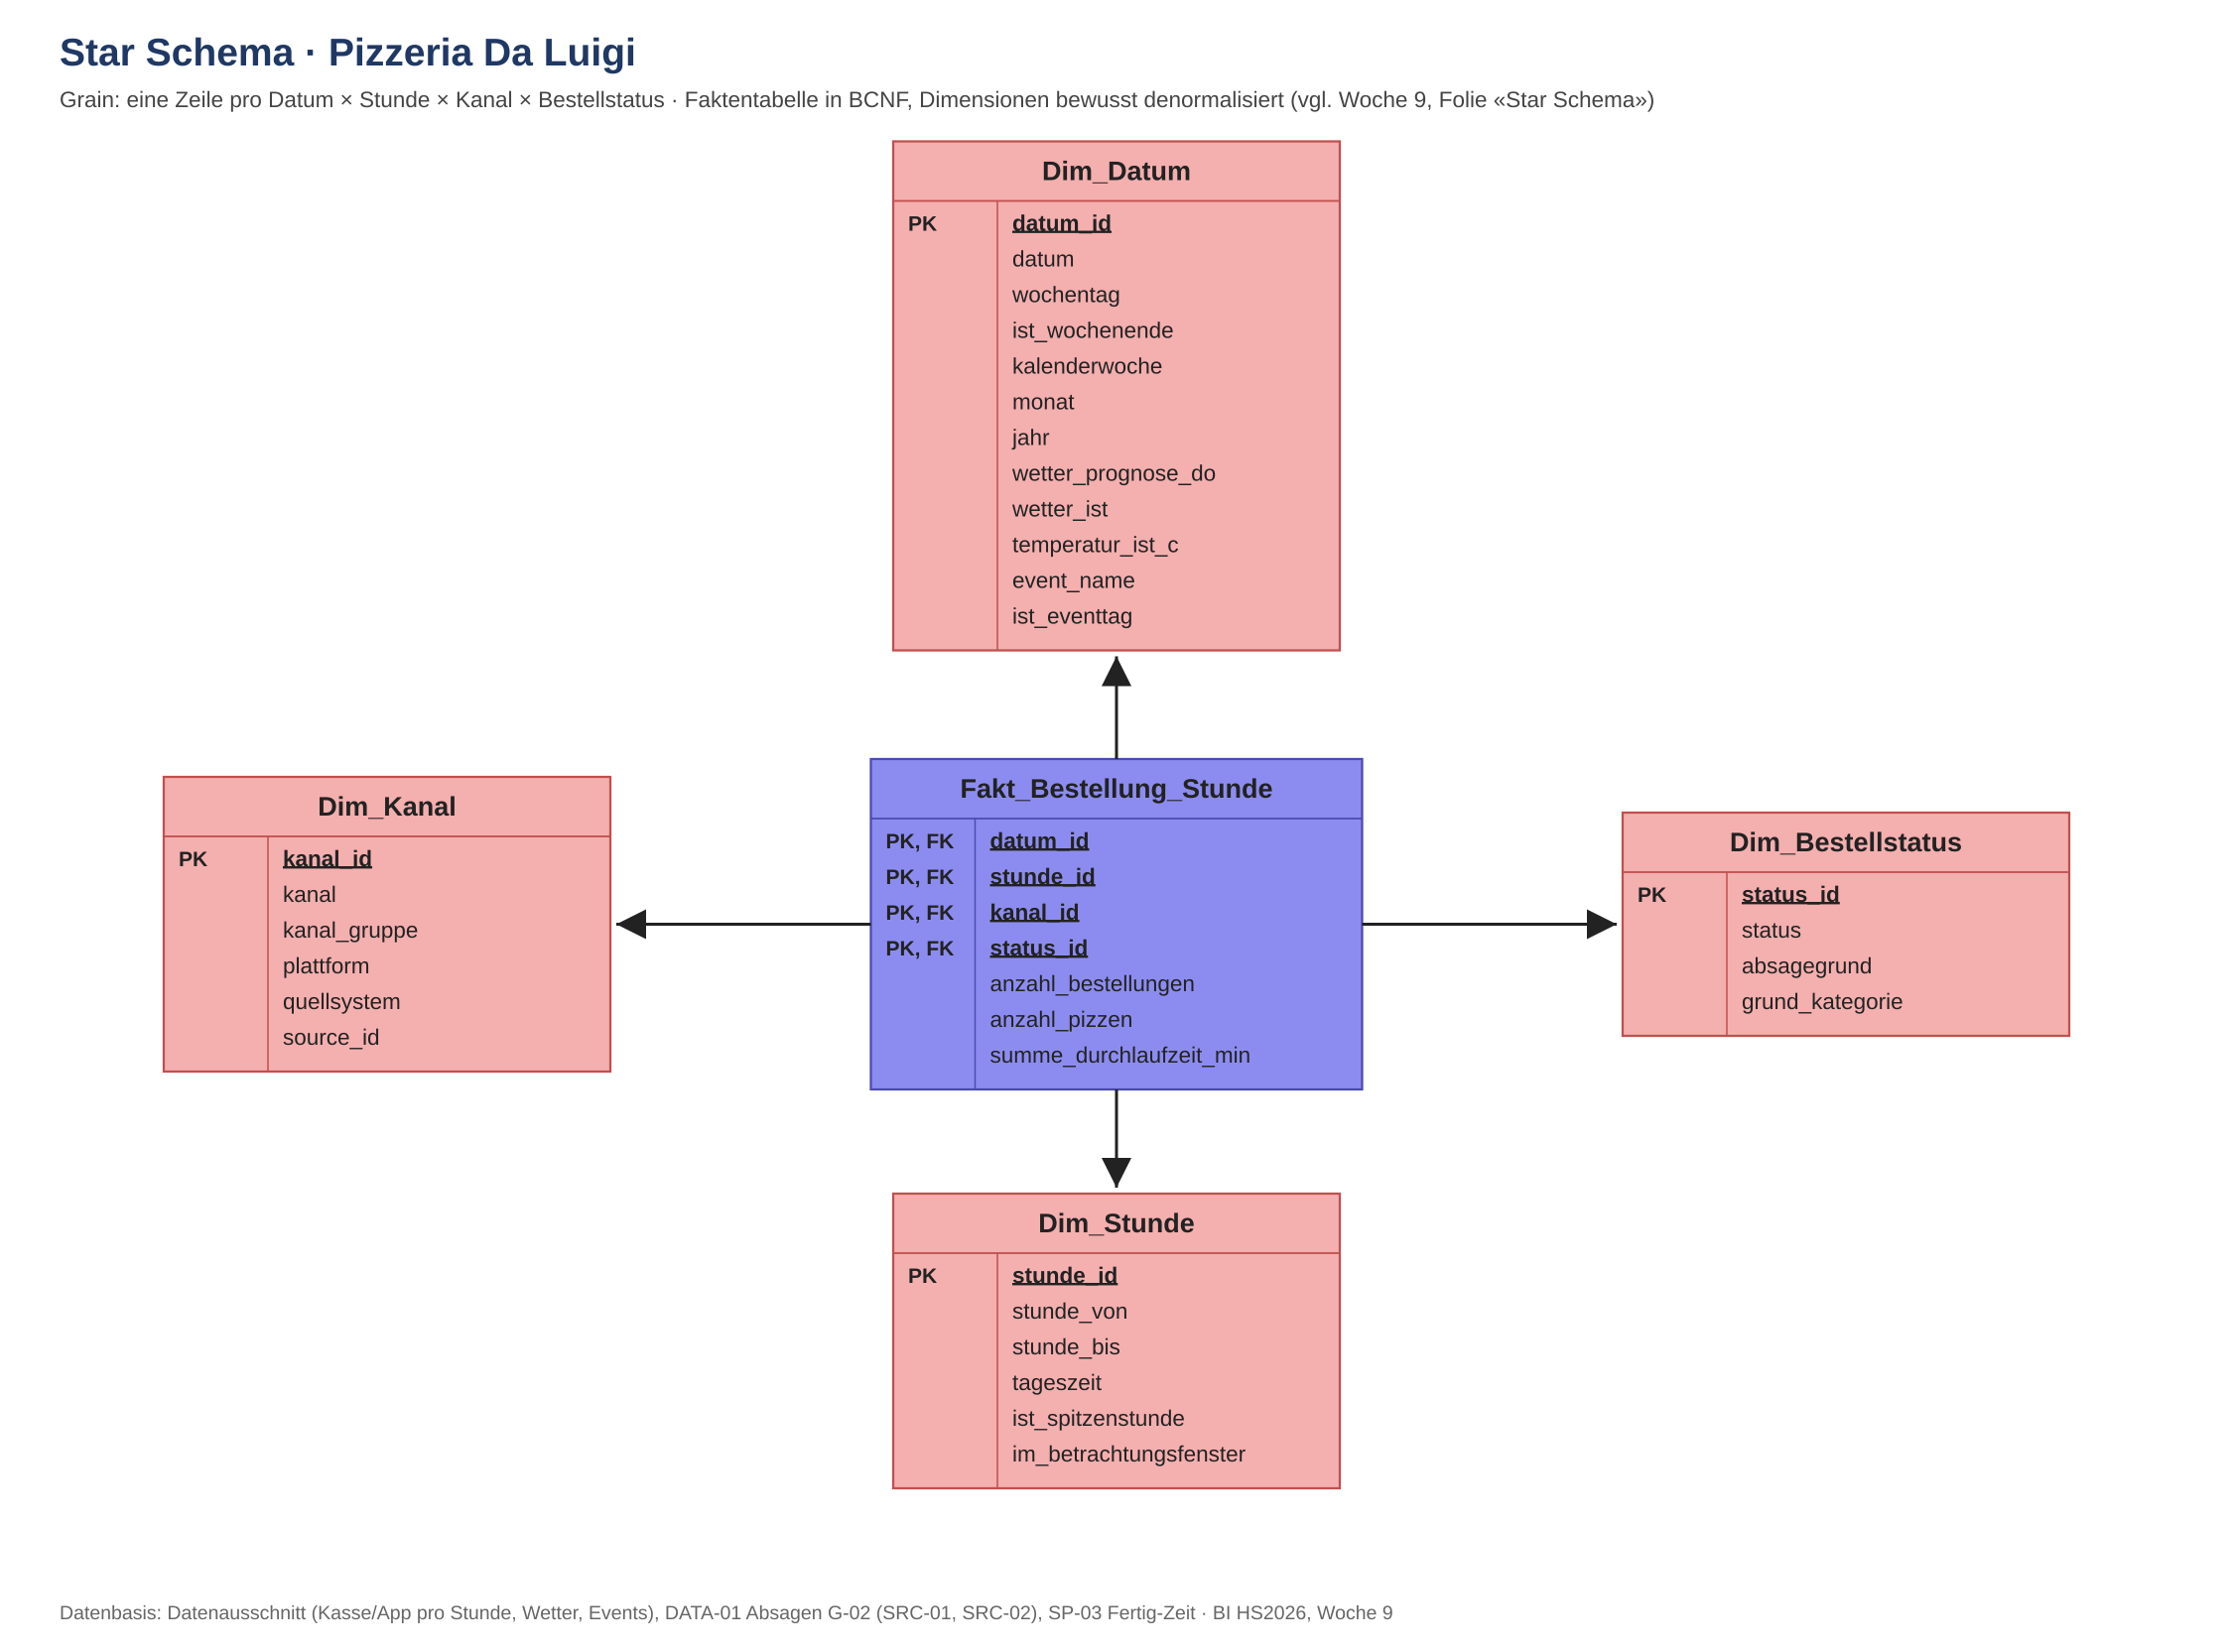 Star Schema · Pizzeria Da Luigi
Grain: eine Zeile pro Datum × Stunde × Kanal × Bestellstatus · Faktentabelle in BCNF, Dimensionen bewusst denormalisiert (vgl. Woche 9, Folie «Star Schema»)
Dim_Datum
PK datum_id
datum
wochentag
ist_wochenende
kalenderwoche
monat
jahr
wetter_prognose_do
wetter_ist
temperatur_ist_c
event_name
ist_eventtag
Dim_Kanal
PK kanal_id
kanal
kanal_gruppe
plattform
quellsystem
source_id
Fakt_Bestellung_Stunde
PK, FK datum_id
PK, FK stunde_id
PK, FK kanal_id
PK, FK status_id
anzahl_bestellungen
anzahl_pizzen
summe_durchlaufzeit_min
Dim_Bestellstatus
PK status_id
status
absagegrund
grund_kategorie
Dim_Stunde
PK stunde_id
stunde_von
stunde_bis
tageszeit
ist_spitzenstunde
im_betrachtungsfenster
Datenbasis: Datenausschnitt (Kasse/App pro Stunde, Wetter, Events), DATA-01 Absagen G-02 (SRC-01, SRC-02), SP-03 Fertig-Zeit · BI HS2026, Woche 9